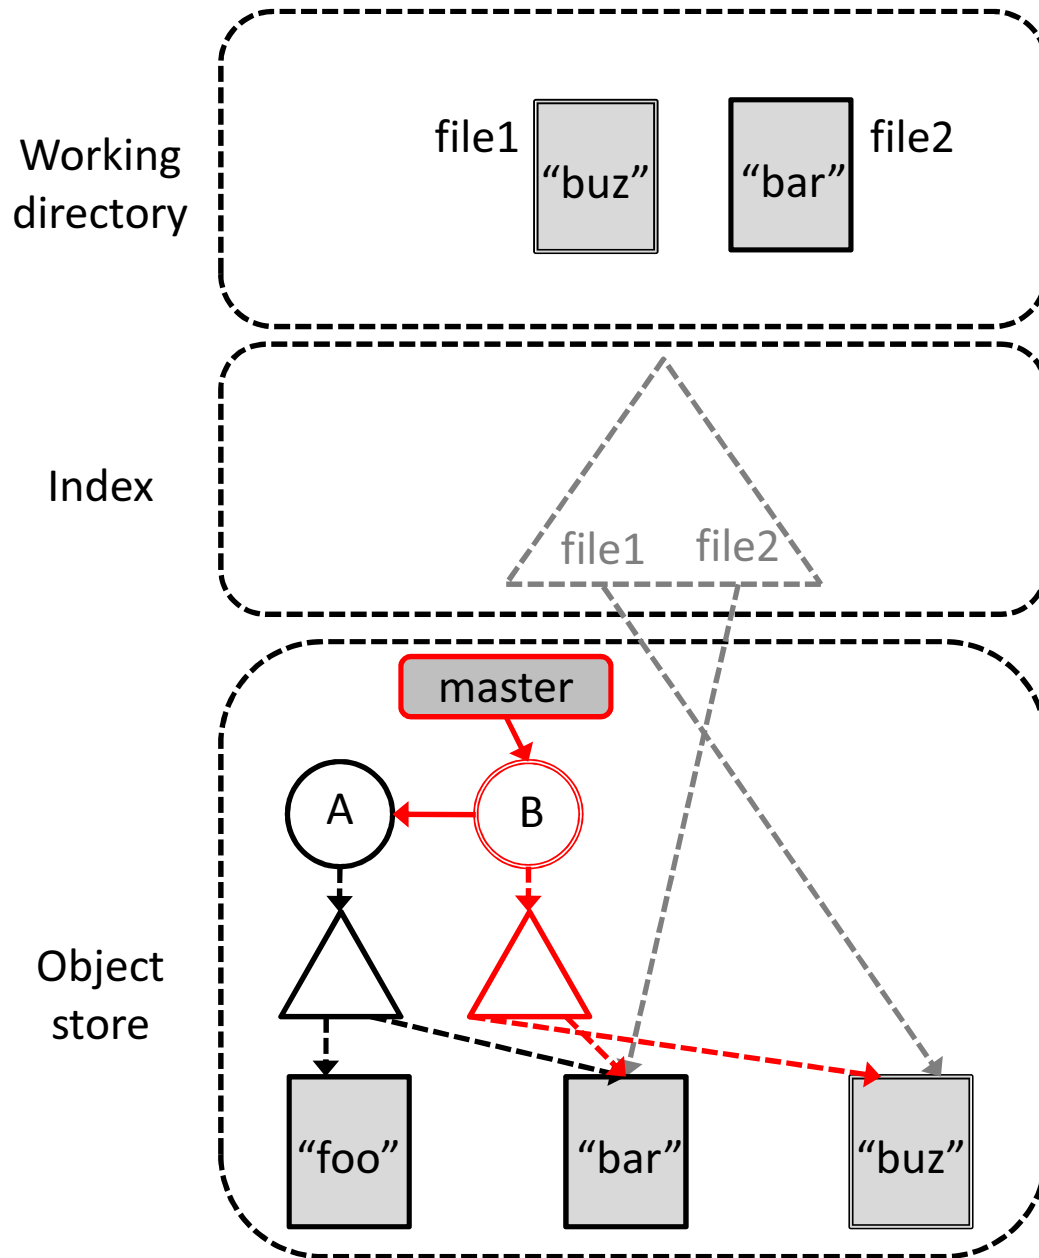 Working
directory
file1
“buz”
“bar”
file2
Index
file1
file2
Object
store
master
A
B
“foo”
“bar”
“buz”